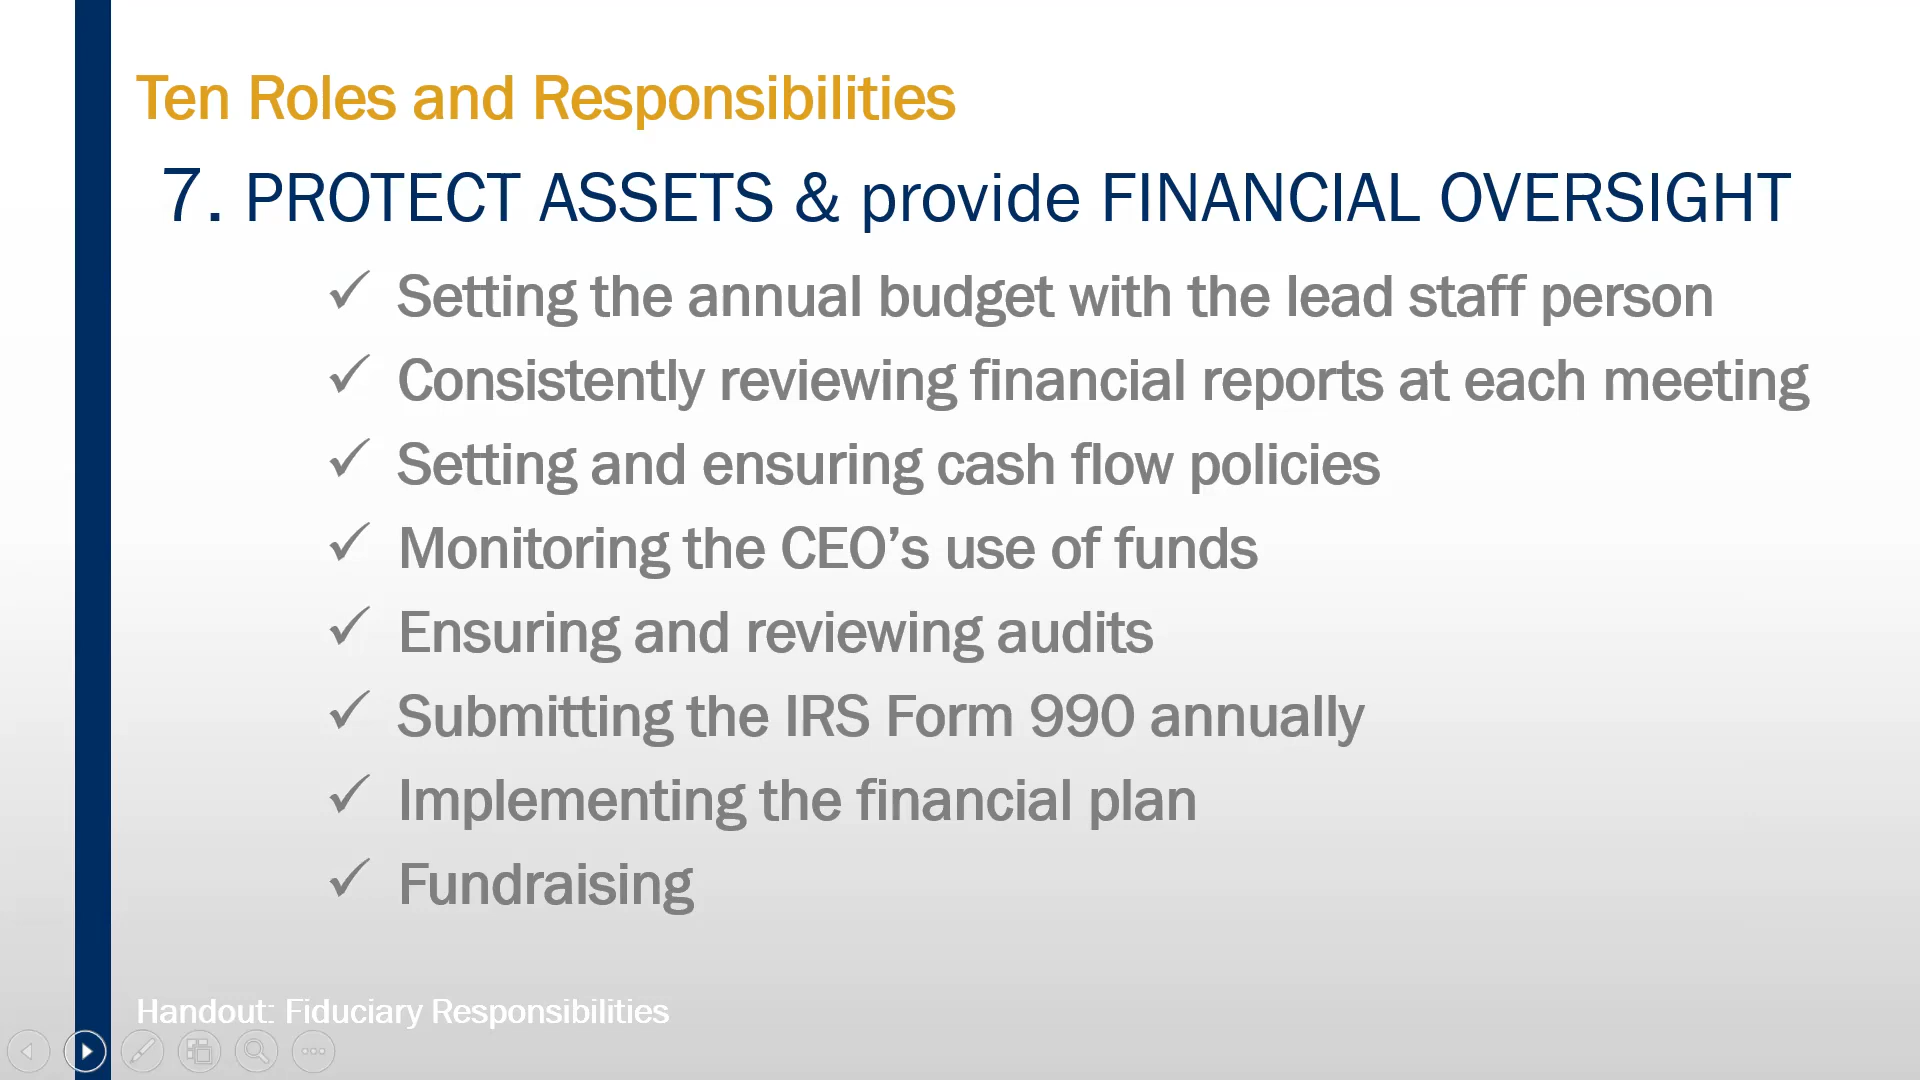 Ten Roles and Responsibilities
7. PROTECT ASSETS & provide FINANCIAL OVERSIGHT
✓ Setting the annual budget with the lead staff person
✓ Consistently reviewing financial reports at each meeting
✓ Setting and ensuring cash flow policies
✓ Monitoring the CEO’s use of funds
✓ Ensuring and reviewing audits
✓ Submitting the IRS Form 990 annually
✓ Implementing the financial plan
✓ Fundraising
Handout: Fiduciary Responsibilities